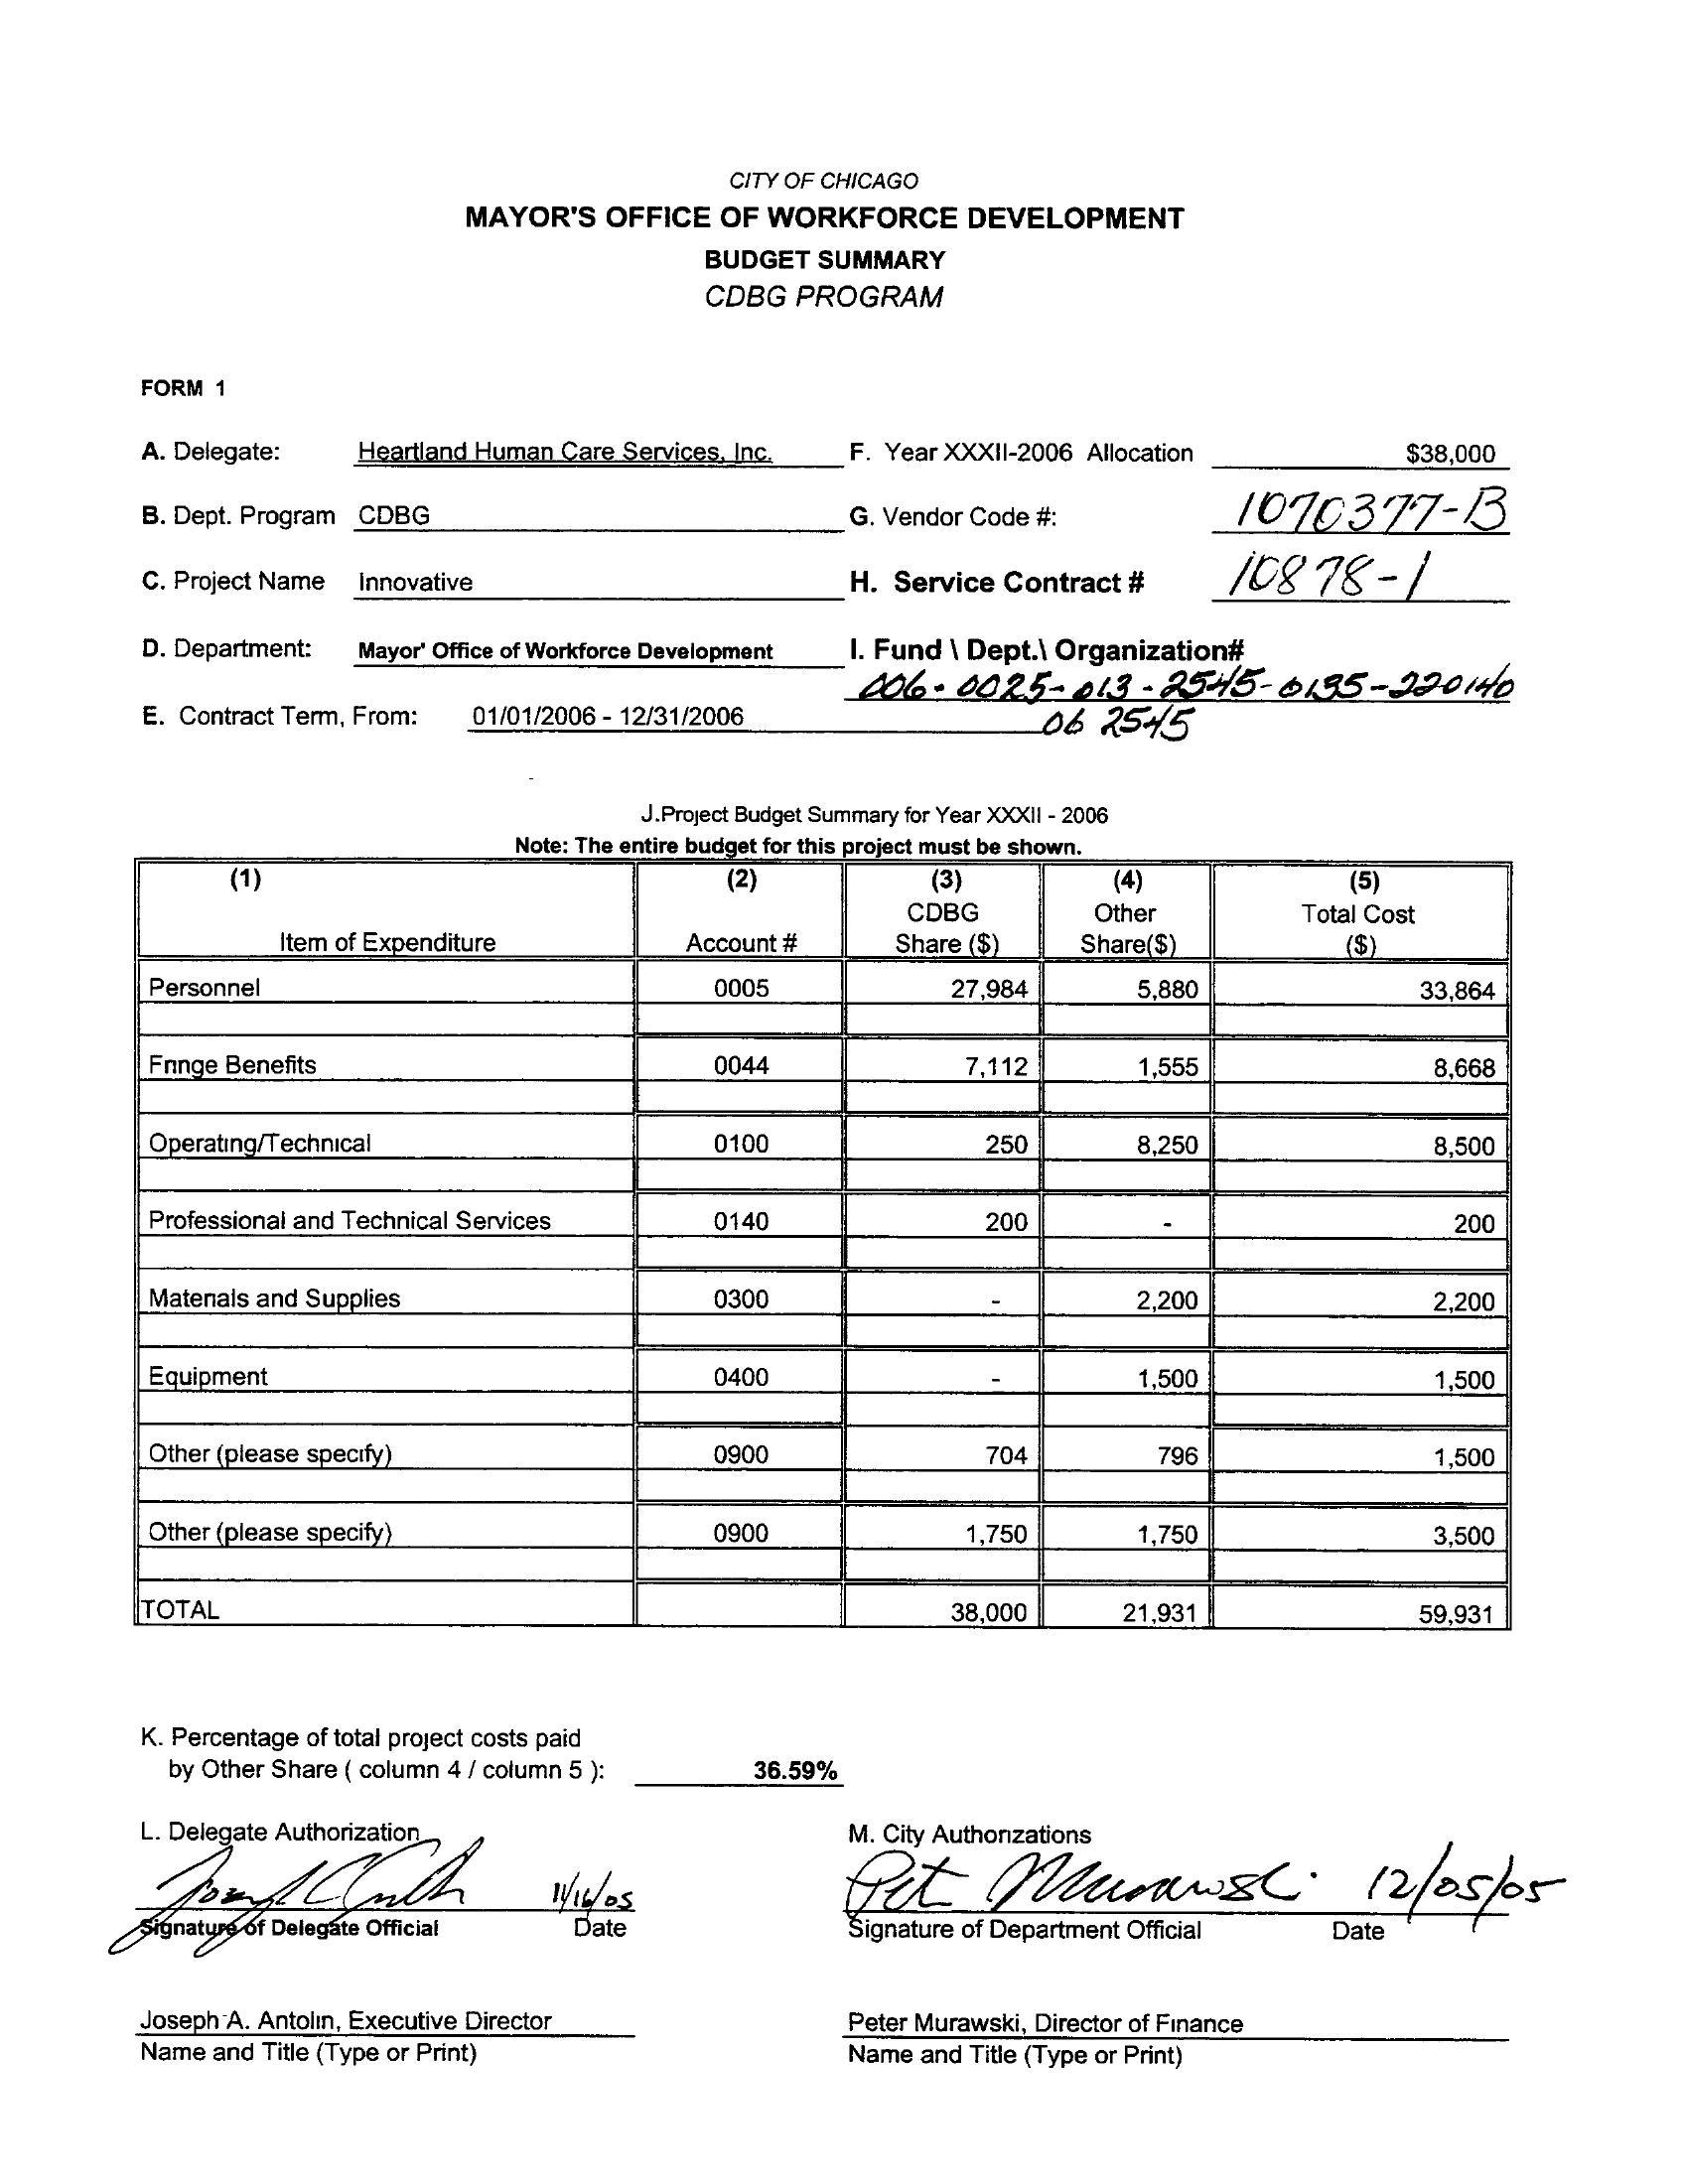 CITY OF CHICAGO
MAYOR'S OFFICE OF WORKFORCE DEVELOPMENT
BUDGET SUMMARY
CDBG PROGRAM
FORM 1
A. Delegate: Heartland Human Care Services, Inc. F. Year XXXII-2006 Allocation $38,000
B. Dept. Program CDBG G. Vendor Code #: 1070377-B
C. Project Name Innovative H. Service Contract # 10878-1
D. Department: Mayor' Office of Workforce Development I. Fund \ Dept.\ Organization#
006-0025-013-2545-0135-220140
E. Contract Term, From: 01/01/2006 - 12/31/2006 06 2545
J.Project Budget Summary for Year XXXII - 2006
Note: The entire budget for this project must be shown.
(1) (2) (3) (4) (5)
CDBG Other Total Cost
Item of Expenditure Account # Share ($) Share($) ($)
Personnel 0005 27,984 5,880 33,864
Fringe Benefits 0044 7,112 1,555 8,668
Operating/Technical 0100 250 8,250 8,500
Professional and Technical Services 0140 200 - 200
Materials and Supplies 0300 - 2,200 2,200
Equipment 0400 - 1,500 1,500
Other (please specify) 0900 704 796 1,500
Other (please specify) 0900 1,750 1,750 3,500
TOTAL 38,000 21,931 59,931
K. Percentage of total project costs paid
by Other Share ( column 4 / column 5 ): 36.59%
L. Delegate Authorization M. City Authorizations
11/16/05 Pet Murawski 12/05/05
Signature of Delegate Official Date Signature of Department Official Date
Joseph A. Antolin, Executive Director Peter Murawski, Director of Finance
Name and Title (Type or Print) Name and Title (Type or Print)